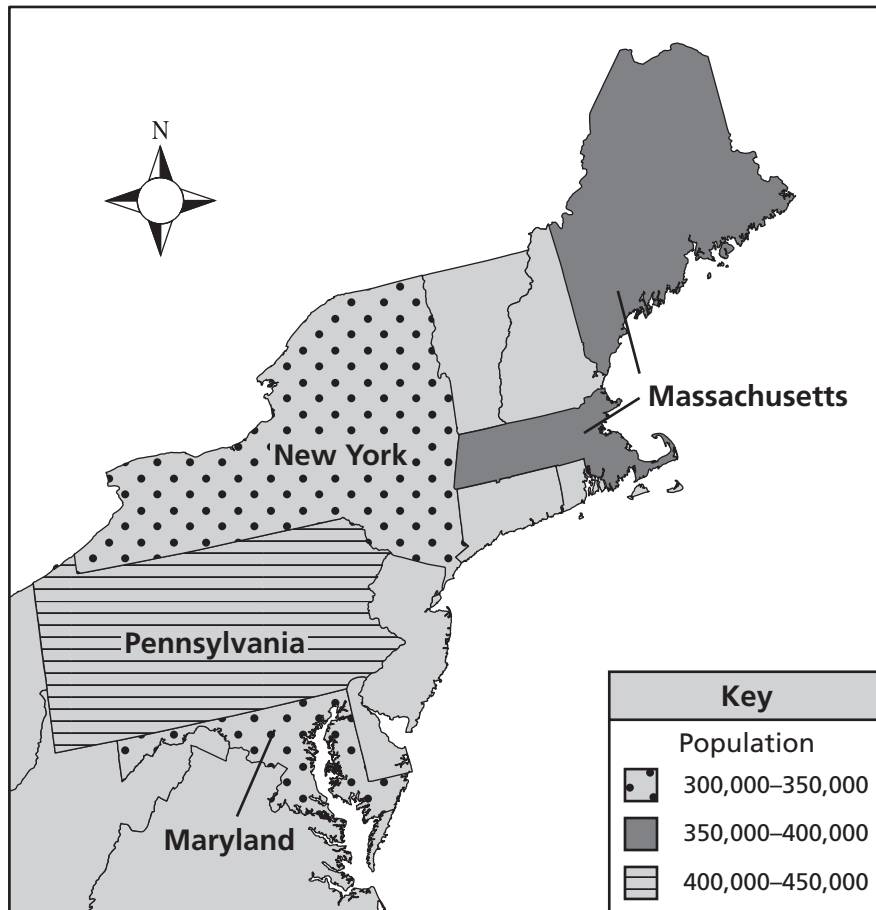 N
Massachusetts
New York
Pennsylvania
Maryland
Key
Population
300,000–350,000
350,000–400,000
400,000–450,000